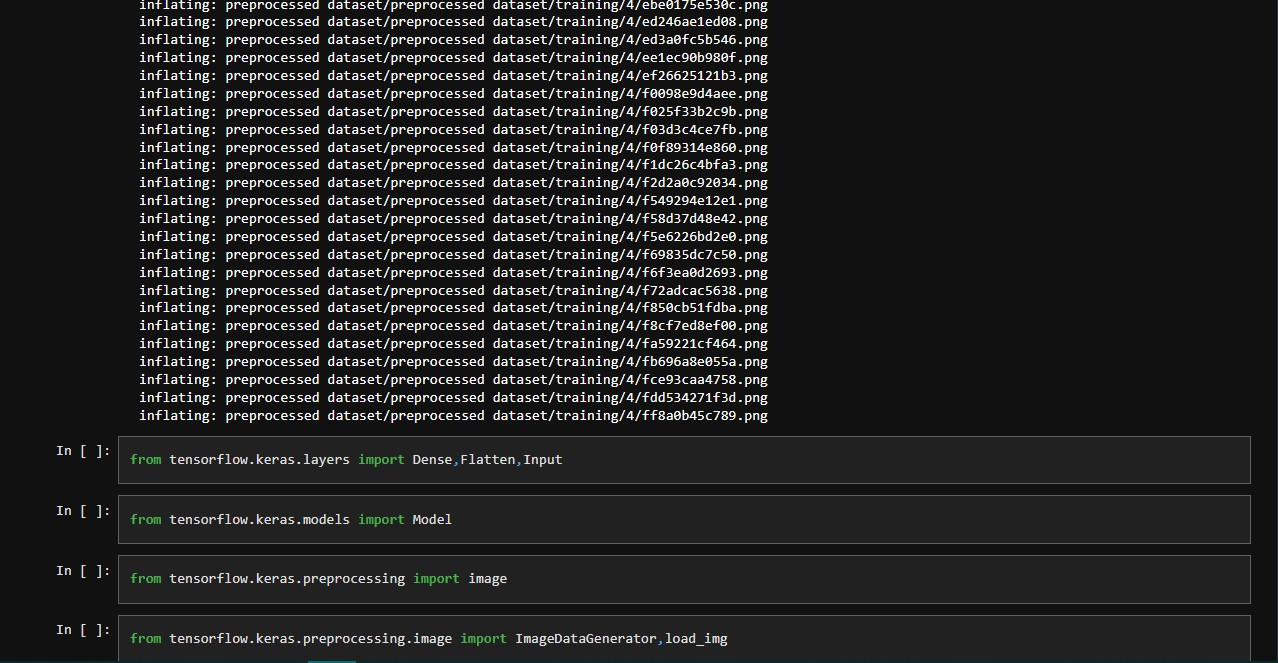 inflating: preprocessed dataset/preprocessed dataset/training/4/ebe0175e530c.png
inflating: preprocessed dataset/preprocessed dataset/training/4/ed246ae1ed08.png
inflating: preprocessed dataset/preprocessed dataset/training/4/ed3a0fc5b546.png
inflating: preprocessed dataset/preprocessed dataset/training/4/ee1ec90b980f.png
inflating: preprocessed dataset/preprocessed dataset/training/4/ef26625121b3.png
inflating: preprocessed dataset/preprocessed dataset/training/4/f0098e9d4aee.png
inflating: preprocessed dataset/preprocessed dataset/training/4/f025f33b2c9b.png
inflating: preprocessed dataset/preprocessed dataset/training/4/f03d3c4ce7fb.png
inflating: preprocessed dataset/preprocessed dataset/training/4/f0f89314e860.png
inflating: preprocessed dataset/preprocessed dataset/training/4/f1dc26c4bfa3.png
inflating: preprocessed dataset/preprocessed dataset/training/4/f2d2a0c92034.png
inflating: preprocessed dataset/preprocessed dataset/training/4/f549294e12e1.png
inflating: preprocessed dataset/preprocessed dataset/training/4/f58d37d48e42.png
inflating: preprocessed dataset/preprocessed dataset/training/4/f5e6226bd2e0.png
inflating: preprocessed dataset/preprocessed dataset/training/4/f69835dc7c50.png
inflating: preprocessed dataset/preprocessed dataset/training/4/f6f3ea0d2693.png
inflating: preprocessed dataset/preprocessed dataset/training/4/f72adcac5638.png
inflating: preprocessed dataset/preprocessed dataset/training/4/f850cb51fdba.png
inflating: preprocessed dataset/preprocessed dataset/training/4/f8cf7ed8ef00.png
inflating: preprocessed dataset/preprocessed dataset/training/4/fa59221cf464.png
inflating: preprocessed dataset/preprocessed dataset/training/4/fb696a8e055a.png
inflating: preprocessed dataset/preprocessed dataset/training/4/fce93caa4758.png
inflating: preprocessed dataset/preprocessed dataset/training/4/fdd534271f3d.png
inflating: preprocessed dataset/preprocessed dataset/training/4/ff8a0b45c789.png
In [ ]: from tensorflow.keras.layers import Dense,Flatten,Input
In [ ]: from tensorflow.keras.models import Model
In [ ]: from tensorflow.keras.preprocessing import image
In [ ]: from tensorflow.keras.preprocessing.image import ImageDataGenerator,load_img